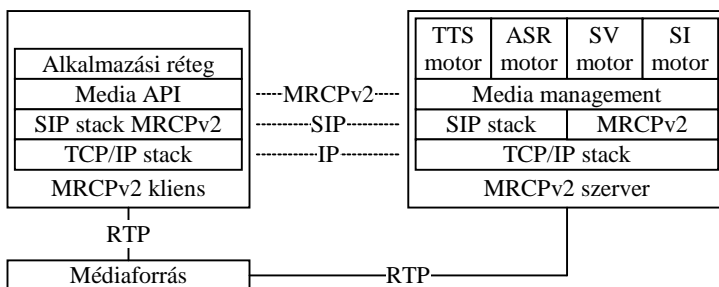 TTS motor
ASR motor
SV motor
SI motor
Alkalmazási réteg
Media API
MRCPv2
Media management
SIP stack MRCPv2
SIP
SIP stack
MRCPv2
TCP/IP stack
IP
TCP/IP stack
MRCPv2 kliens
MRCPv2 szerver
RTP
Médiaforrás
RTP